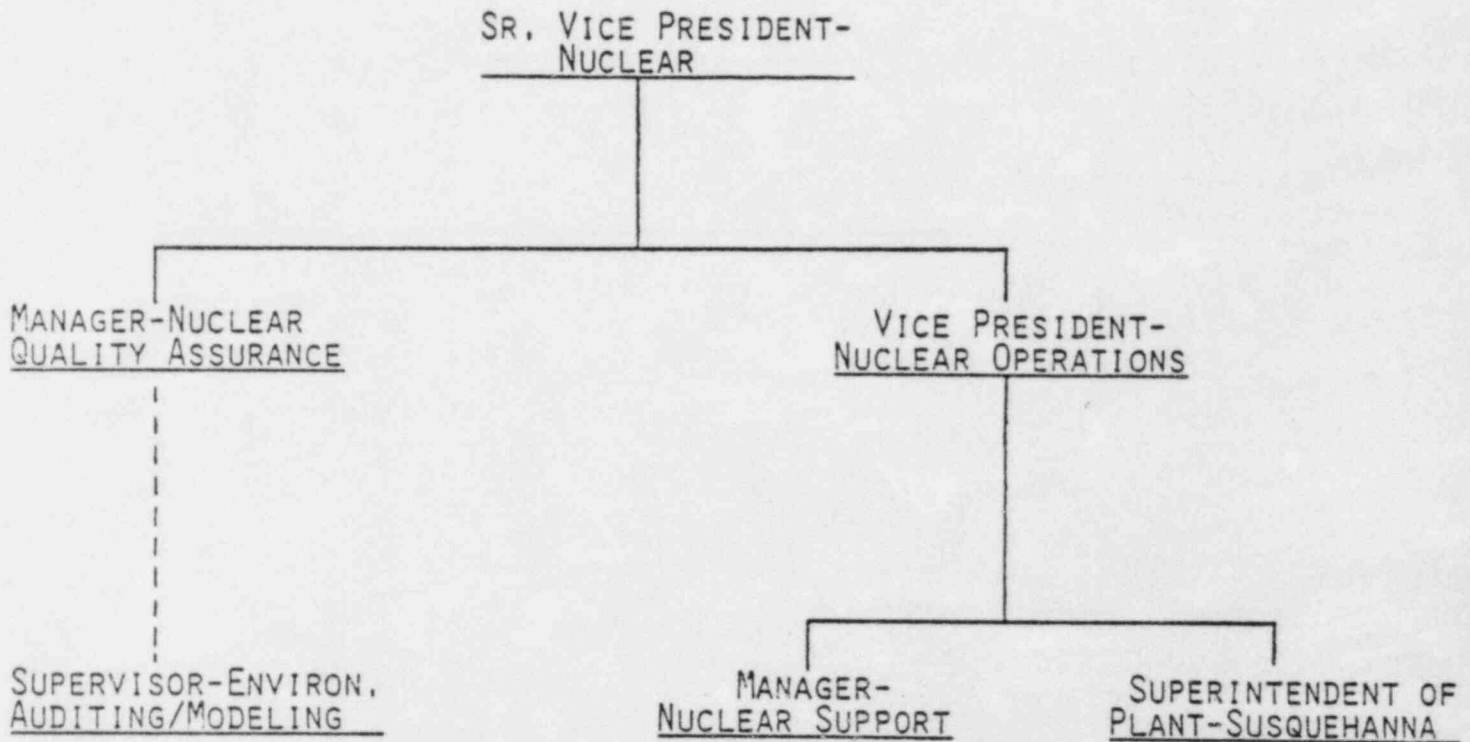 SR. VICE PRESIDENT-
NUCLEAR
MANAGER-NUCLEAR
QUALITY ASSURANCE
VICE PRESIDENT-
NUCLEAR OPERATIONS
SUPERVISOR-ENVIRON.
AUDITING/MODELING
MANAGER-
NUCLEAR SUPPORT
SUPERINTENDENT OF
PLANT-SUSQUEHANNA